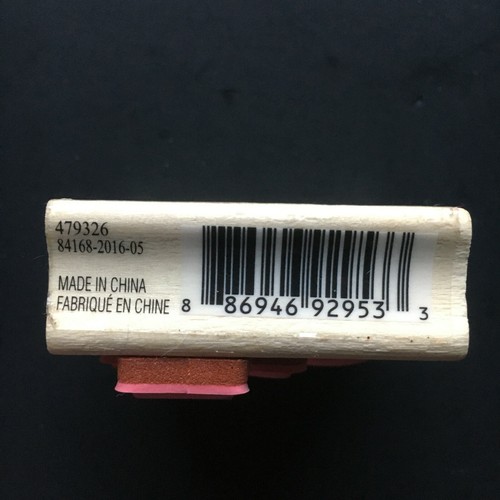 479326
84168-2016-05
MADE IN CHINA
FABRIQUÉ EN CHINE
8 86946 92953 3